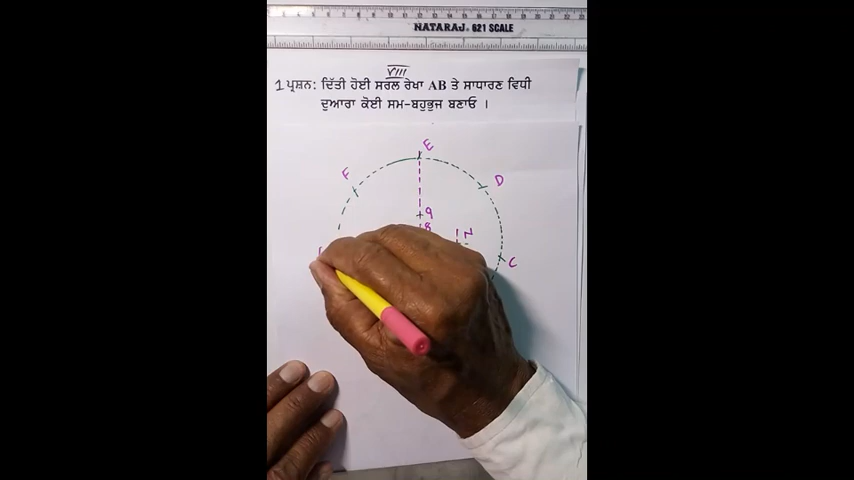 NATARAJ® 621 SCALE
VIII
1 ਪ੍ਰਸ਼ਨ: ਦਿੱਤੀ ਹੋਈ ਸਰਲ ਰੇਖਾ AB ਤੇ ਸਾਧਾਰਣ ਵਿਧੀ
ਦੁਆਰਾ ਕੋਈ ਸਮ-ਬਹੁਭੁਜ ਬਣਾਓ ।
E
F
D
9
8
N
C